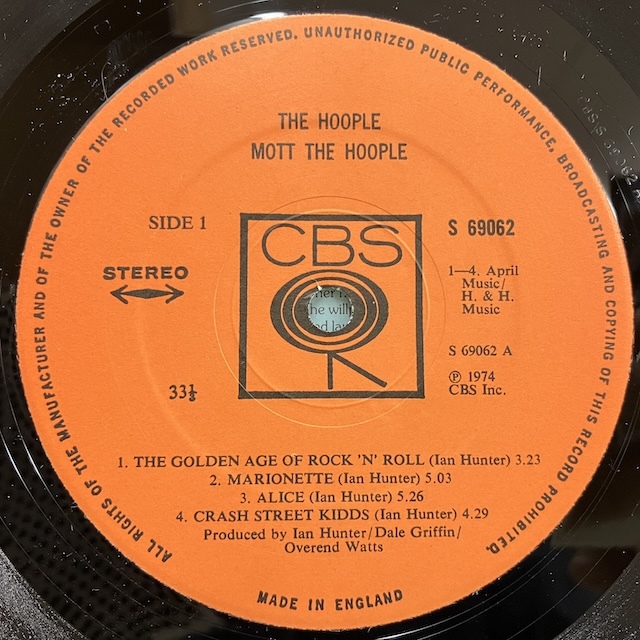 ALL RIGHTS OF THE MANUFACTURER AND OF THE OWNER OF THE RECORDED WORK RESERVED. UNAUTHORIZED PUBLIC PERFORMANCE, BROADCASTING AND COPYING OF THIS RECORD PROHIBITED.
THE HOOPLE
MOTT THE HOOPLE
SIDE 1
STEREO
33⅓
CBS
S 69062
1—4. April
Music/
H. & H.
Music
S 69062 A
℗ 1974
CBS Inc.
he will
1. THE GOLDEN AGE OF ROCK 'N' ROLL (Ian Hunter) 3.23
2. MARIONETTE (Ian Hunter) 5.03
3. ALICE (Ian Hunter) 5.26
4. CRASH STREET KIDDS (Ian Hunter) 4.29
Produced by Ian Hunter/Dale Griffin/
Overend Watts
MADE IN ENGLAND